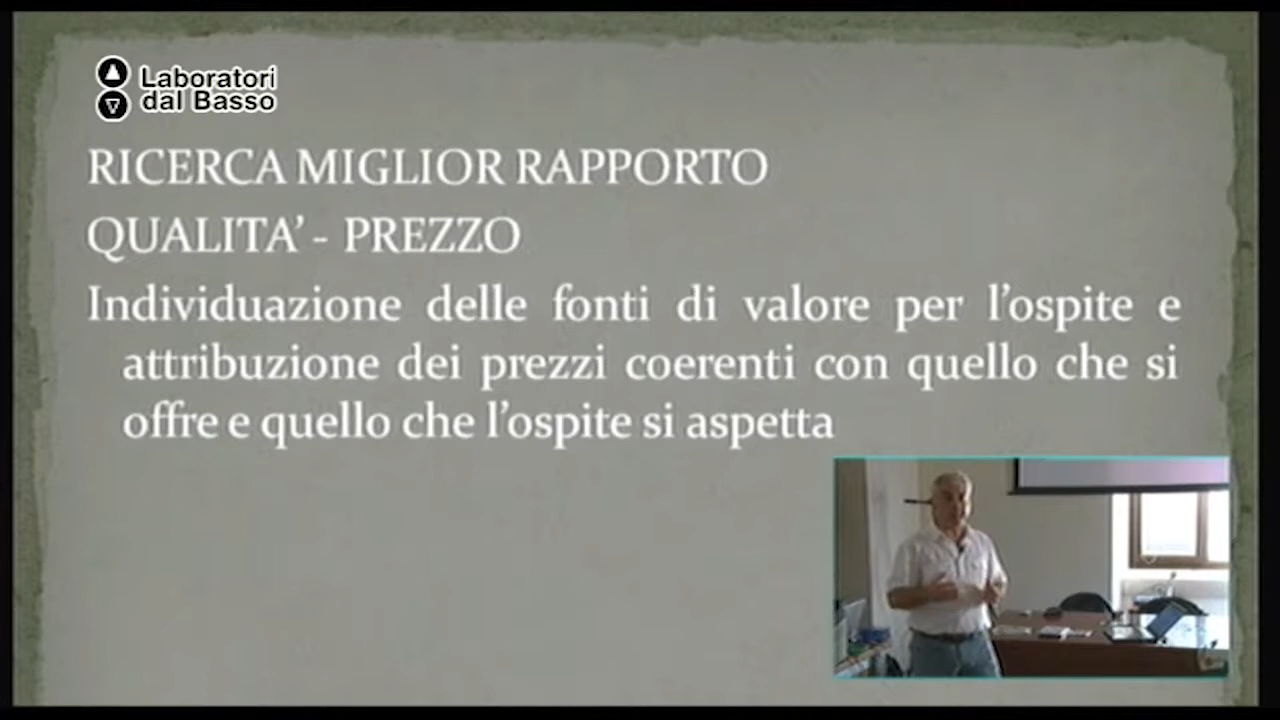 Laboratori
dal Basso
RICERCA MIGLIOR RAPPORTO
QUALITA’ - PREZZO
Individuazione delle fonti di valore per l’ospite e
attribuzione dei prezzi coerenti con quello che si
offre e quello che l’ospite si aspetta